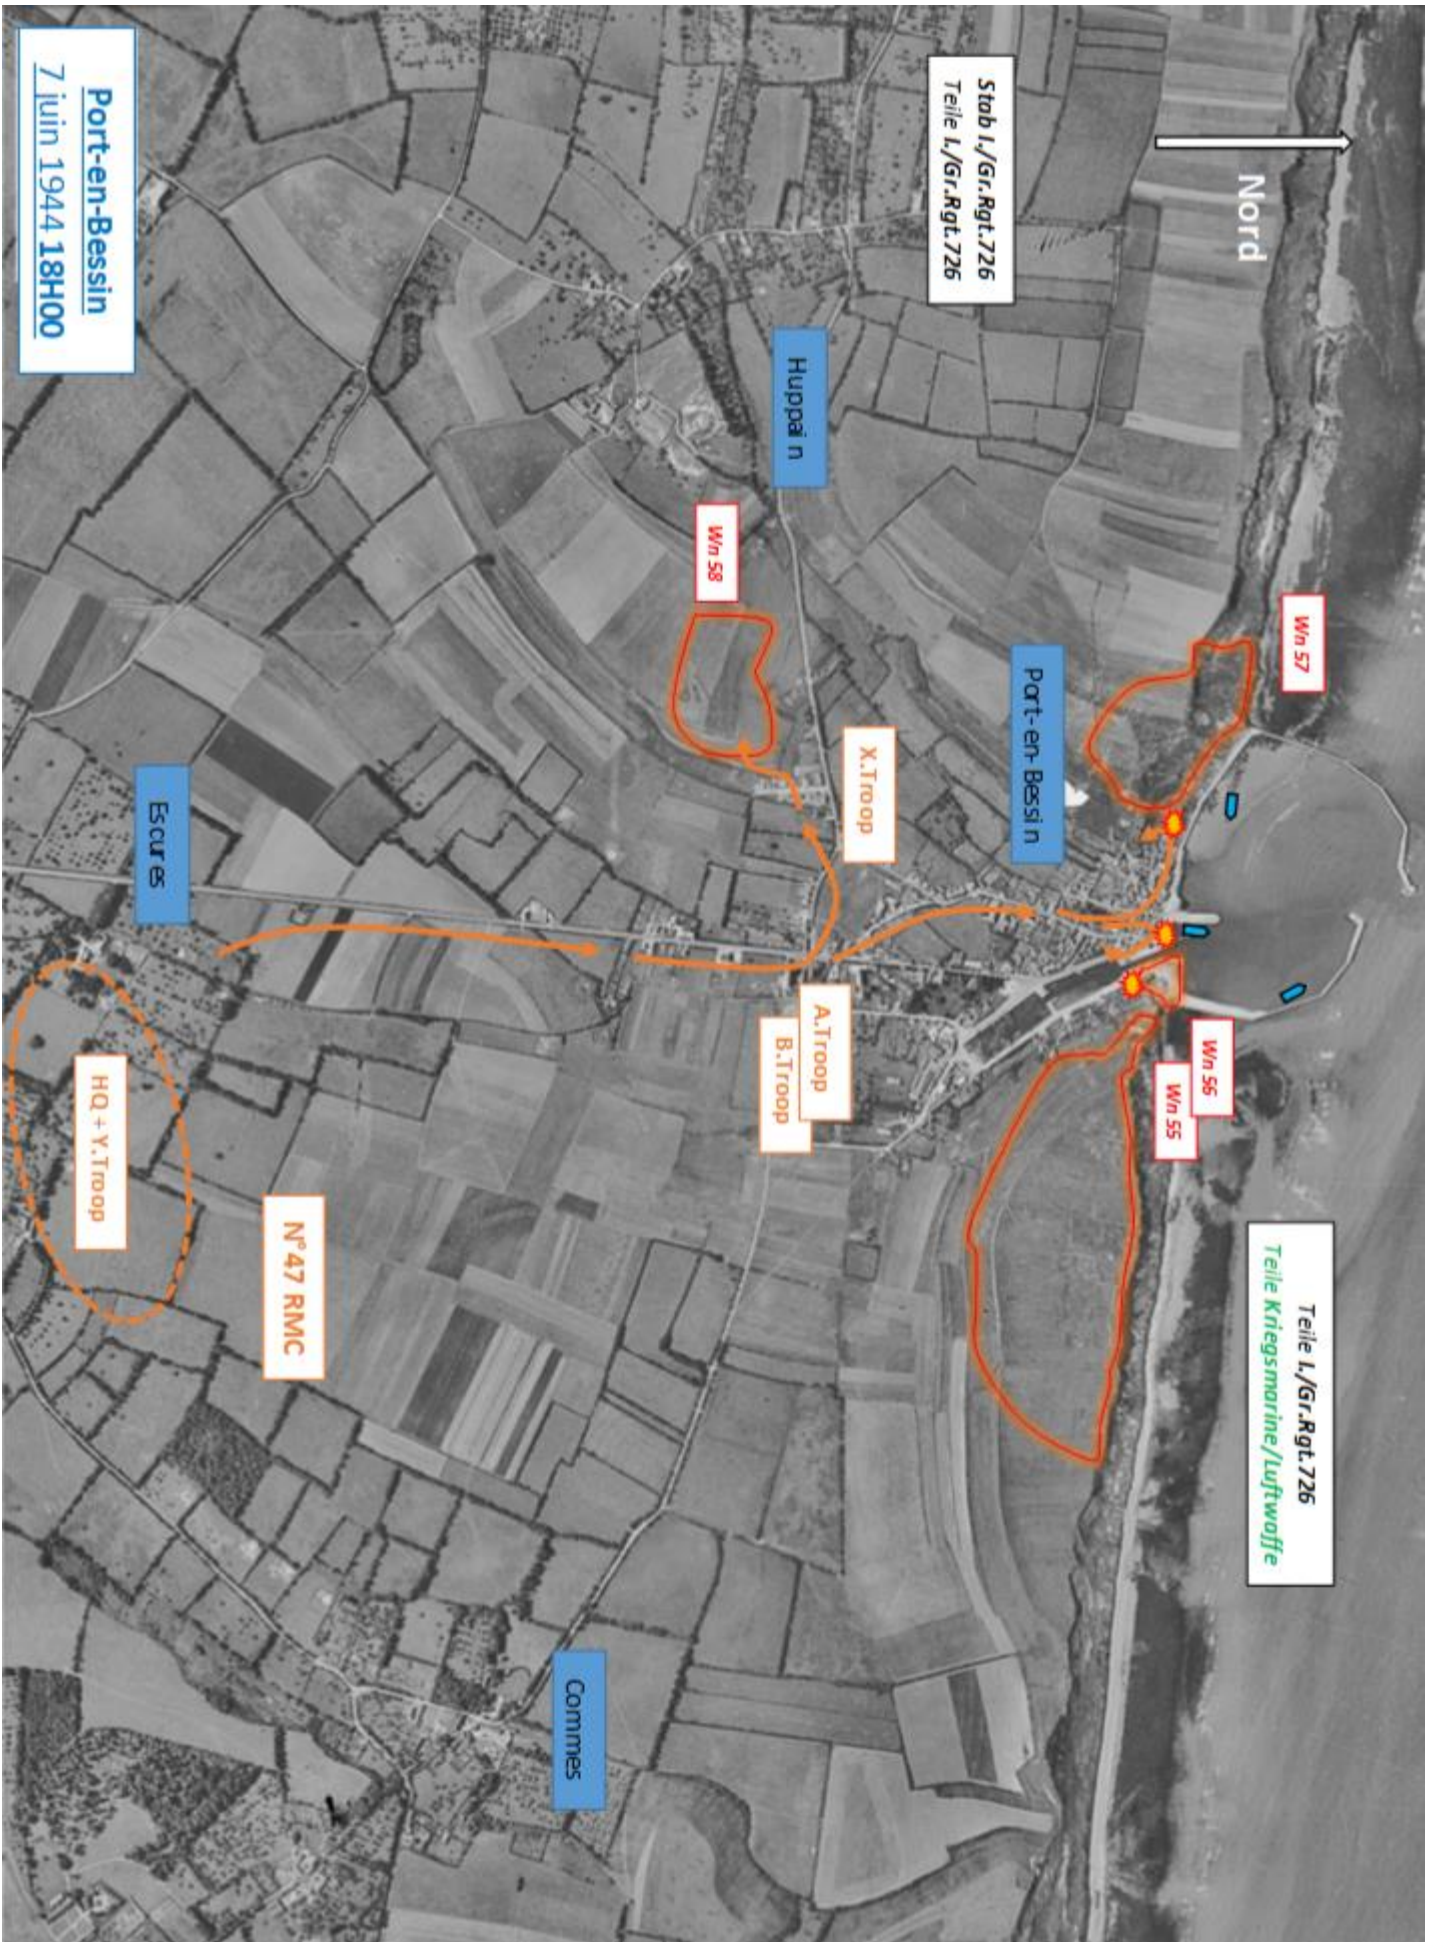 Nord
Wn 57
Teile I./Gr.Rgt.726
Teile Kriegsmarine/Luftwaffe
Wn 56
Wn 55
Stab I./Gr.Rgt.726
Teile I./Gr.Rgt.726
Port-en-Bessin
X.Troop
Huppain
A.Troop
B.Troop
Wn 58
Commes
N°47 RMC
Escures
HQ + Y.Troop
Port-en-Bessin
7 juin 1944 18H00